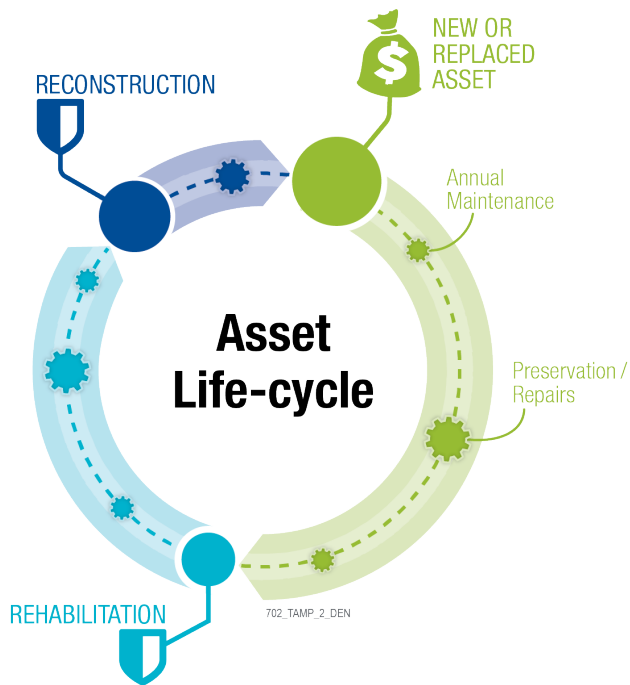 NEW OR
REPLACED
ASSET
RECONSTRUCTION
$
Annual
Maintenance
Asset
Life-cycle
Preservation /
Repairs
REHABILITATION
702_TAMP_2_DEN